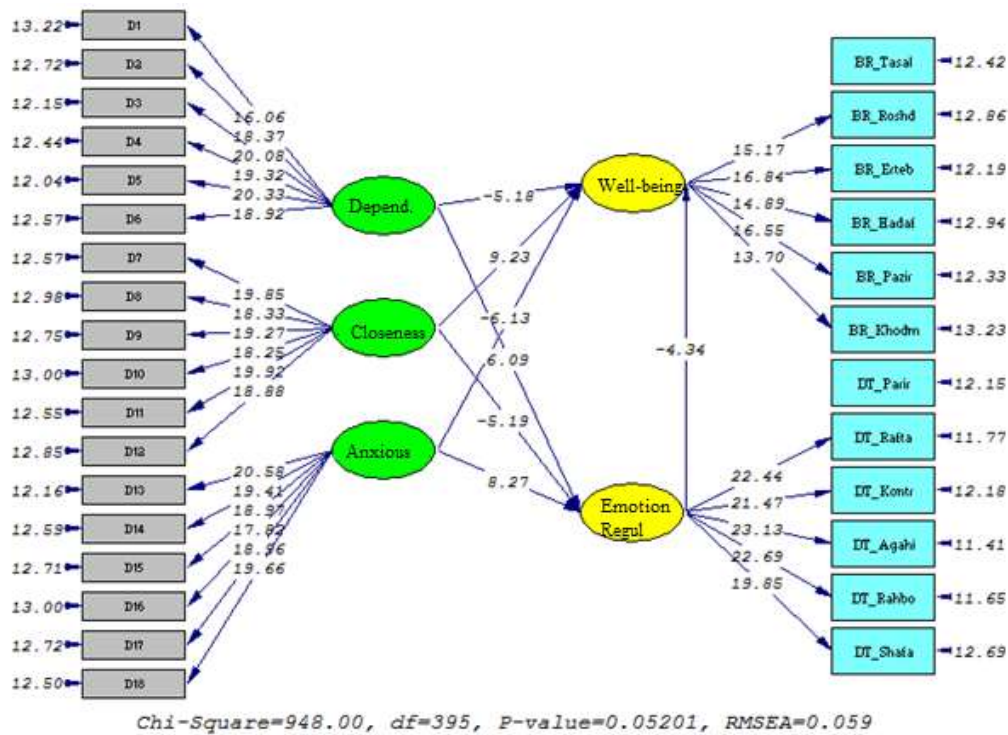 13.22 D1
12.72 D2
12.15 D3
12.44 D4
12.04 D5
12.57 D6
12.57 D7
12.98 D8
12.75 D9
13.00 D10
12.55 D11
12.85 D12
12.16 D13
12.59 D14
12.71 D15
13.00 D16
12.72 D17
12.50 D18
16.06
18.37
20.08
19.32
20.33
18.92
19.85
18.33
19.27
18.25
19.92
18.88
20.58
19.41
18.97
17.82
18.96
19.66
Depend.
Closeness
Anxious
-5.18
9.23
-6.13
6.09
-5.19
8.27
Well-being
-4.34
Emotion
Regul
15.17
16.84
14.89
16.55
13.70
22.44
21.47
23.13
22.69
19.85
BR_Tasal 12.42
BR_Roshd 12.86
BR_Erteb 12.19
BR_Hadaf 12.94
BR_Pazir 12.33
BR_Khodm 13.23
DT_Parir 12.15
DT_Rafta 11.77
DT_Kontr 12.18
DT_Agahi 11.41
DT_Rahbo 11.65
DT_Shafa 12.69
Chi-Square=948.00, df=395, P-value=0.05201, RMSEA=0.059